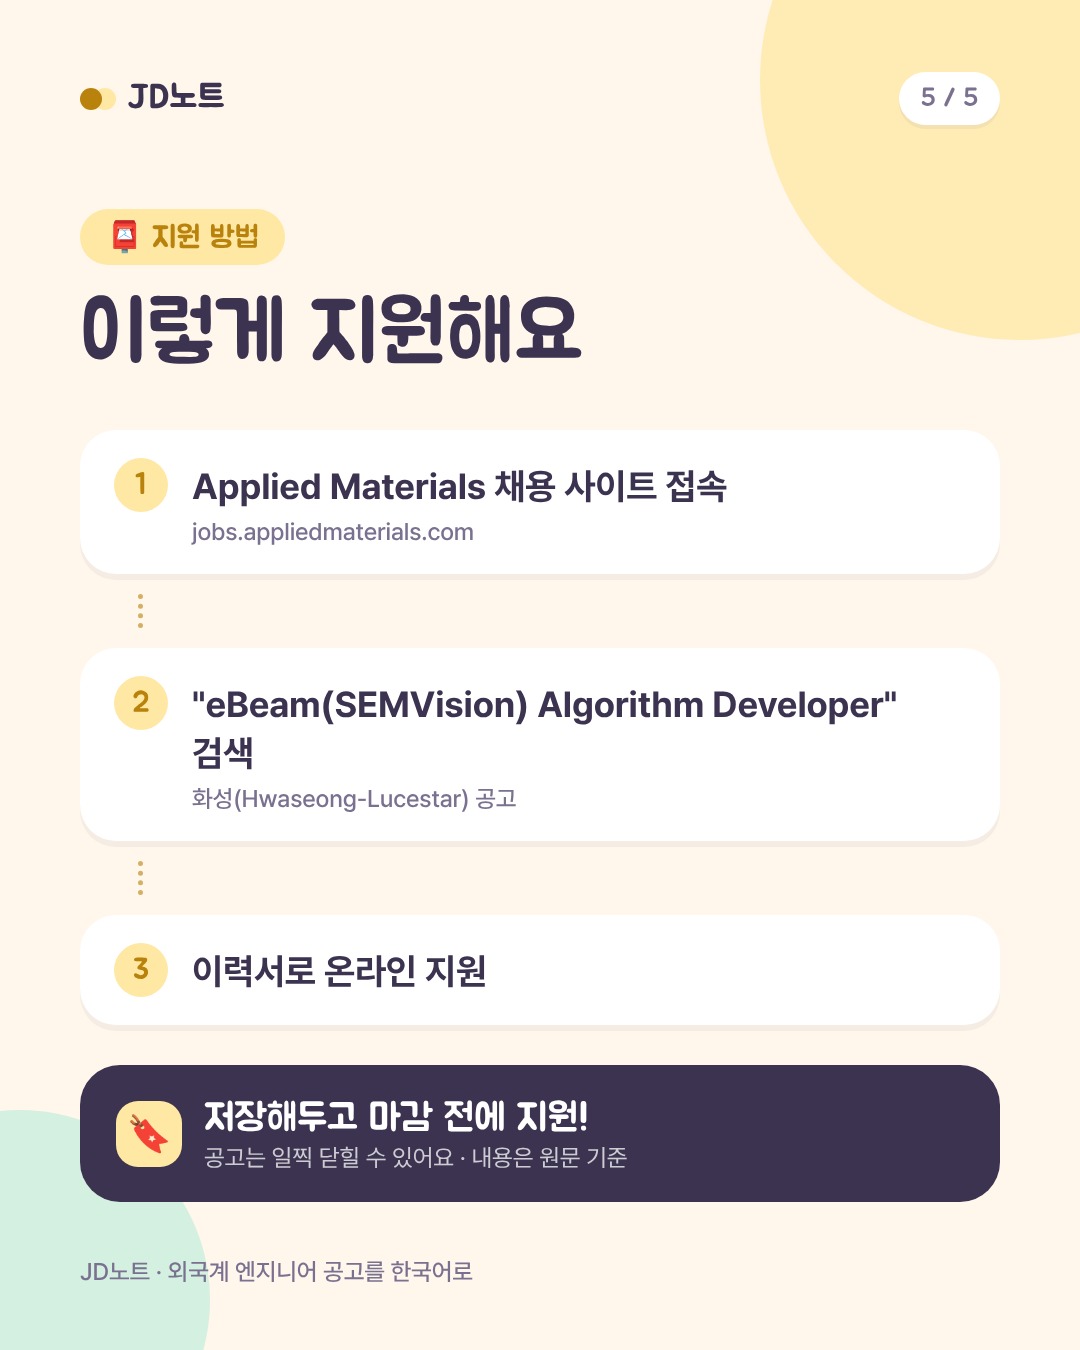 JD노트
5 / 5
지원 방법
이렇게 지원해요
1
Applied Materials 채용 사이트 접속
jobs.appliedmaterials.com
2
"eBeam(SEMVision) Algorithm Developer"
검색
화성(Hwaseong-Lucestar) 공고
3
이력서로 온라인 지원
저장해두고 마감 전에 지원!
공고는 일찍 닫힐 수 있어요 · 내용은 원문 기준
JD노트 · 외국계 엔지니어 공고를 한국어로